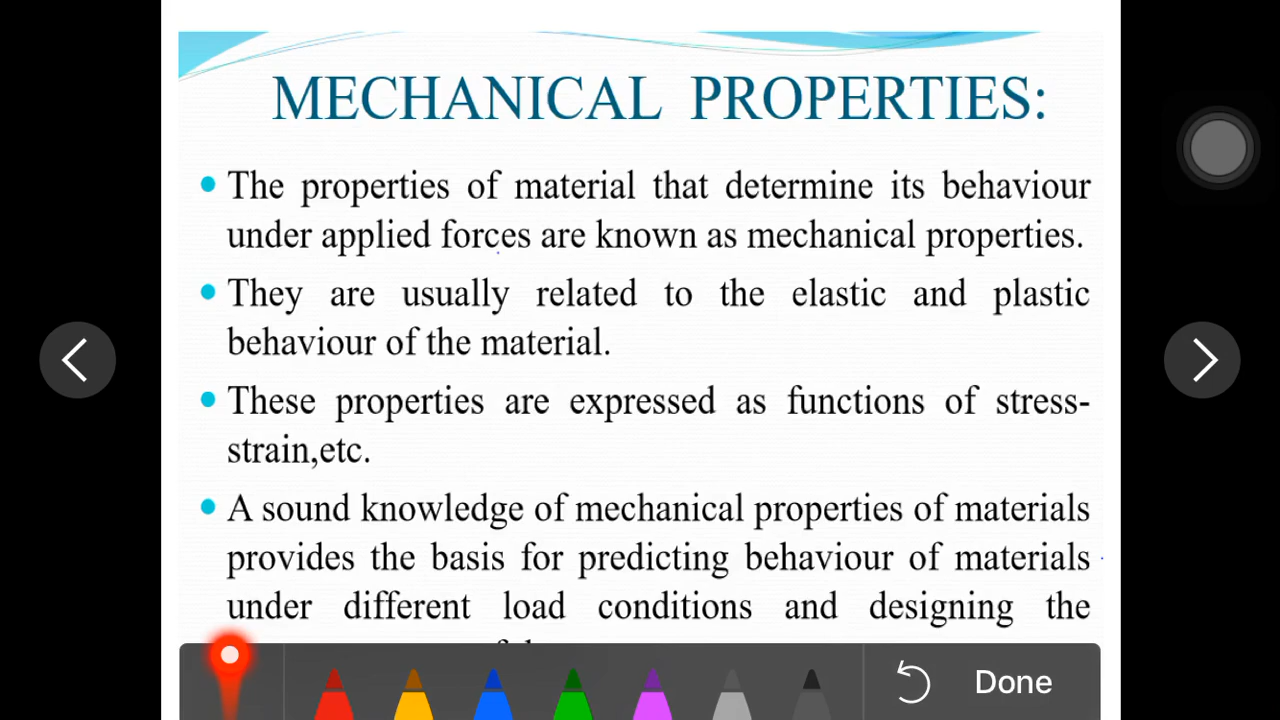 MECHANICAL PROPERTIES:
The properties of material that determine its behaviour
under applied forces are known as mechanical properties.
They are usually related to the elastic and plastic
behaviour of the material.
These properties are expressed as functions of stress-
strain,etc.
A sound knowledge of mechanical properties of materials
provides the basis for predicting behaviour of materials
under different load conditions and designing the
Done